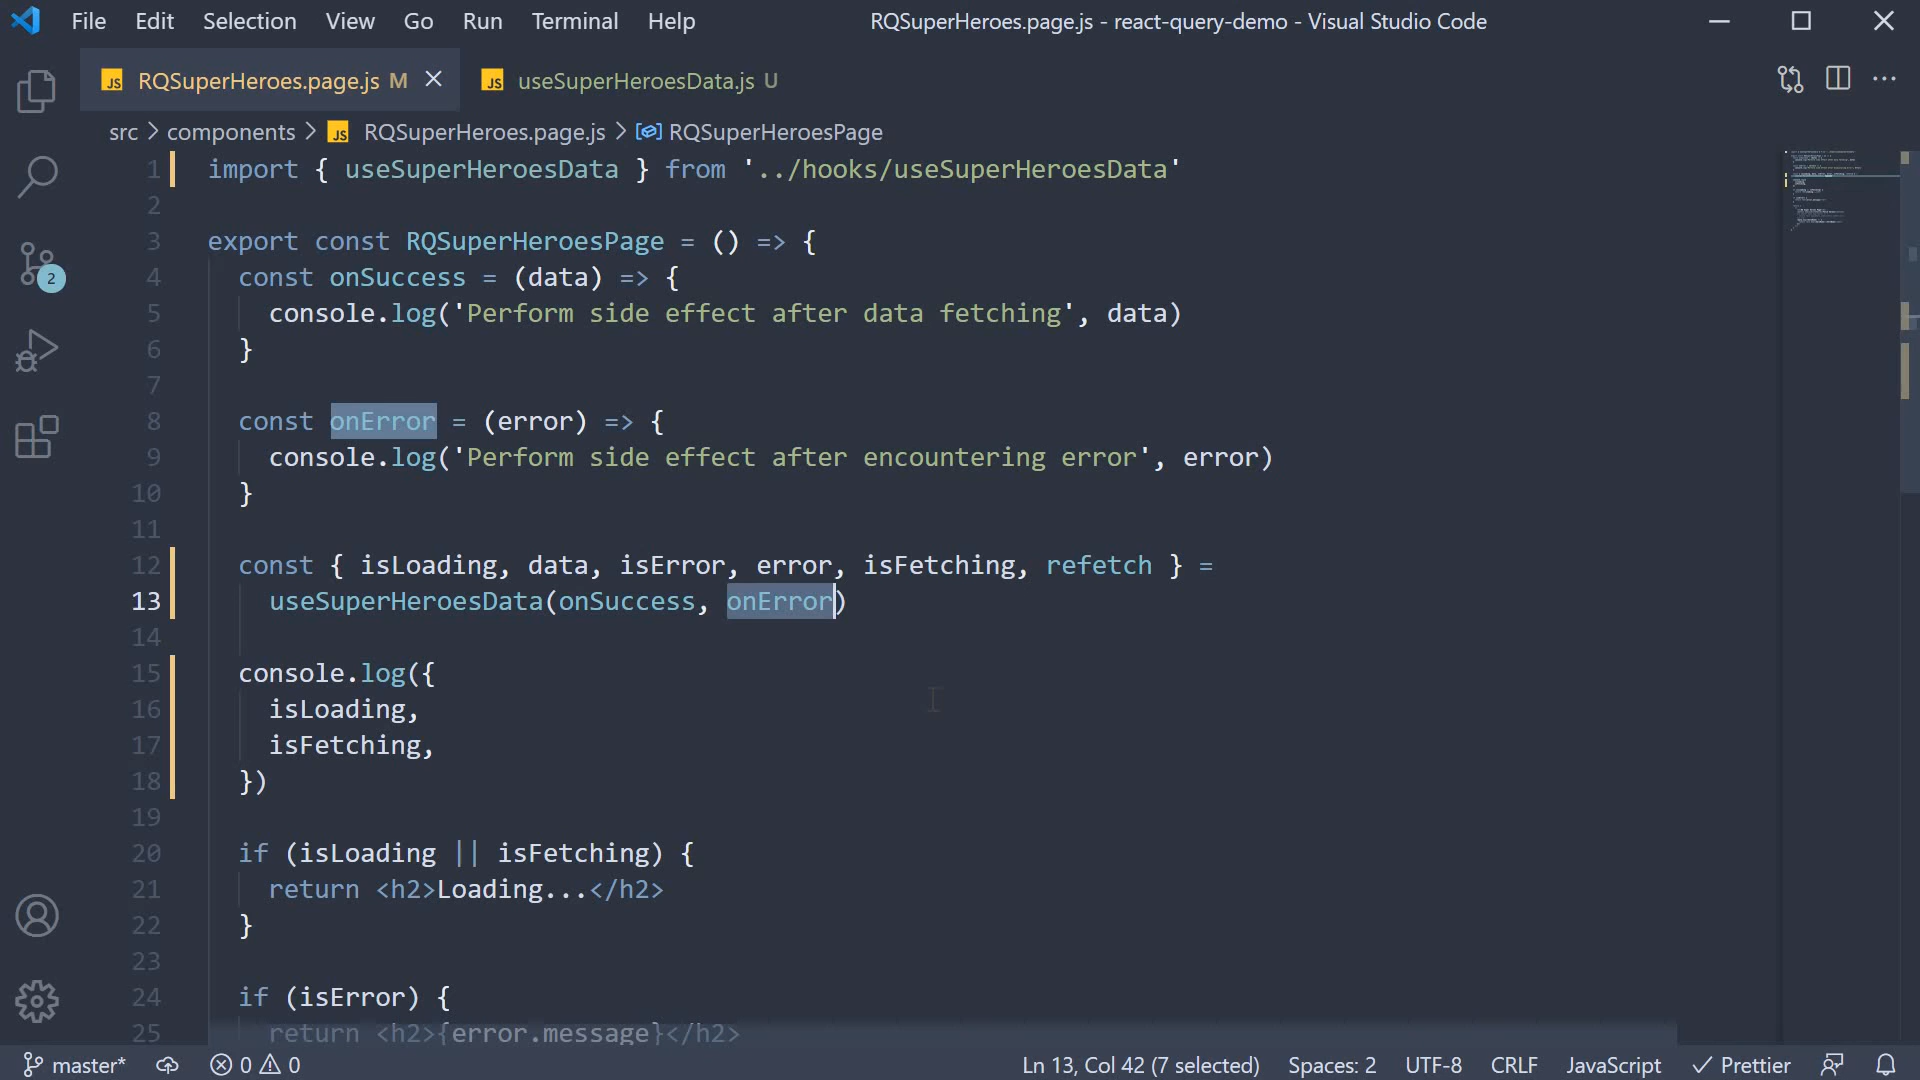 File Edit Selection View Go Run Terminal Help RQSuperHeroes.page.js - react-query-demo - Visual Studio Code
JS RQSuperHeroes.page.js M JS useSuperHeroesData.js U
src > components > JS RQSuperHeroes.page.js > RQSuperHeroesPage
1 import { useSuperHeroesData } from '../hooks/useSuperHeroesData'
2
3 export const RQSuperHeroesPage = () => {
4 const onSuccess = (data) => {
5 console.log('Perform side effect after data fetching', data)
6 }
7
8 const onError = (error) => {
9 console.log('Perform side effect after encountering error', error)
10 }
11
12 const { isLoading, data, isError, error, isFetching, refetch } =
13 useSuperHeroesData(onSuccess, onError)
14
15 console.log({
16 isLoading,
17 isFetching,
18 })
19
20 if (isLoading || isFetching) {
21 return <h2>Loading...</h2>
22 }
23
24 if (isError) {
25 return <h2>{error.message}</h2>
2
master* 0 0 Ln 13, Col 42 (7 selected) Spaces: 2 UTF-8 CRLF JavaScript Prettier